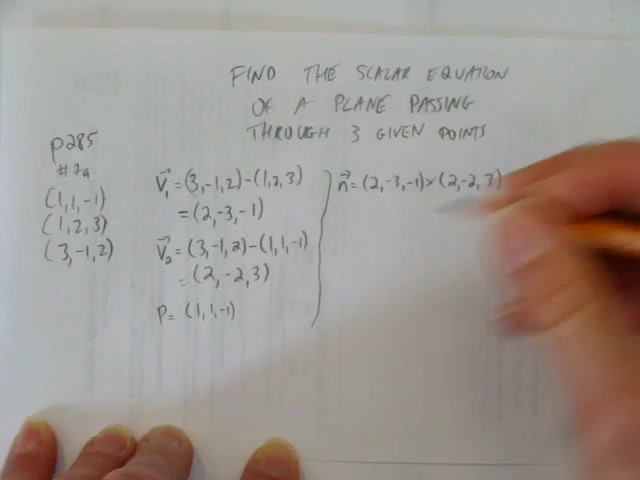 FIND THE SCALAR EQUATION
OF A PLANE PASSING
THROUGH 3 GIVEN POINTS
p285
#7a
(1,1,-1)
(1,2,3)
(3,-1,2)
v⃗₁ = (3,-1,2)-(1,2,3)
= (2,-3,-1)
v⃗₂ = (3,-1,2)-(1,1,-1)
= (2,-2,3)
P = (1,1,-1)
n⃗ = (2,-3,-1)×(2,-2,3)